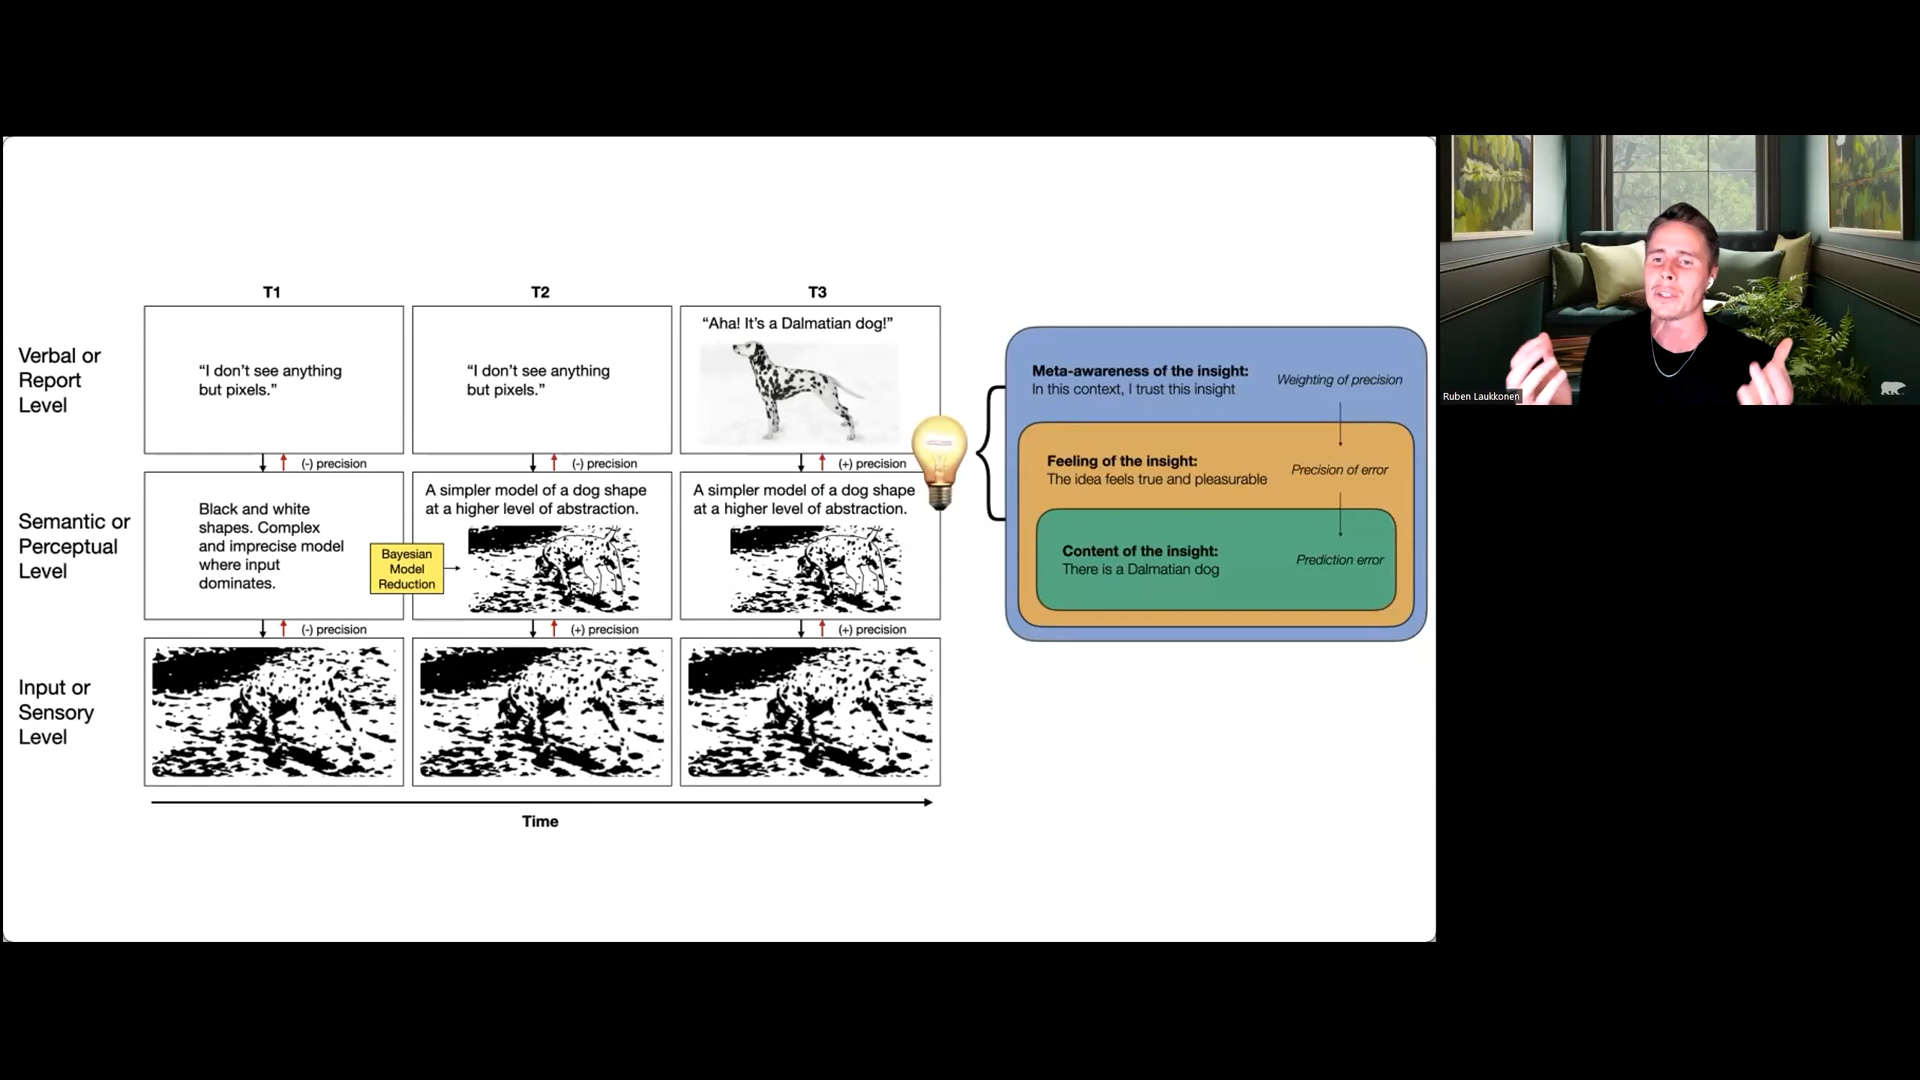 T1
T2
T3
Verbal or
Report
Level
“I don’t see anything
but pixels.”
“I don’t see anything
but pixels.”
“Aha! It’s a Dalmatian dog!”
(-) precision
(-) precision
(+) precision
Semantic or
Perceptual
Level
Black and white
shapes. Complex
and imprecise model
where input
dominates.
Bayesian
Model
Reduction
A simpler model of a dog shape
at a higher level of abstraction.
A simpler model of a dog shape
at a higher level of abstraction.
(-) precision
(+) precision
(+) precision
Input or
Sensory
Level
Time
Meta-awareness of the insight:
In this context, I trust this insight
Weighting of precision
Feeling of the insight:
The idea feels true and pleasurable
Precision of error
Content of the insight:
There is a Dalmatian dog
Prediction error
Ruben Laukkonen